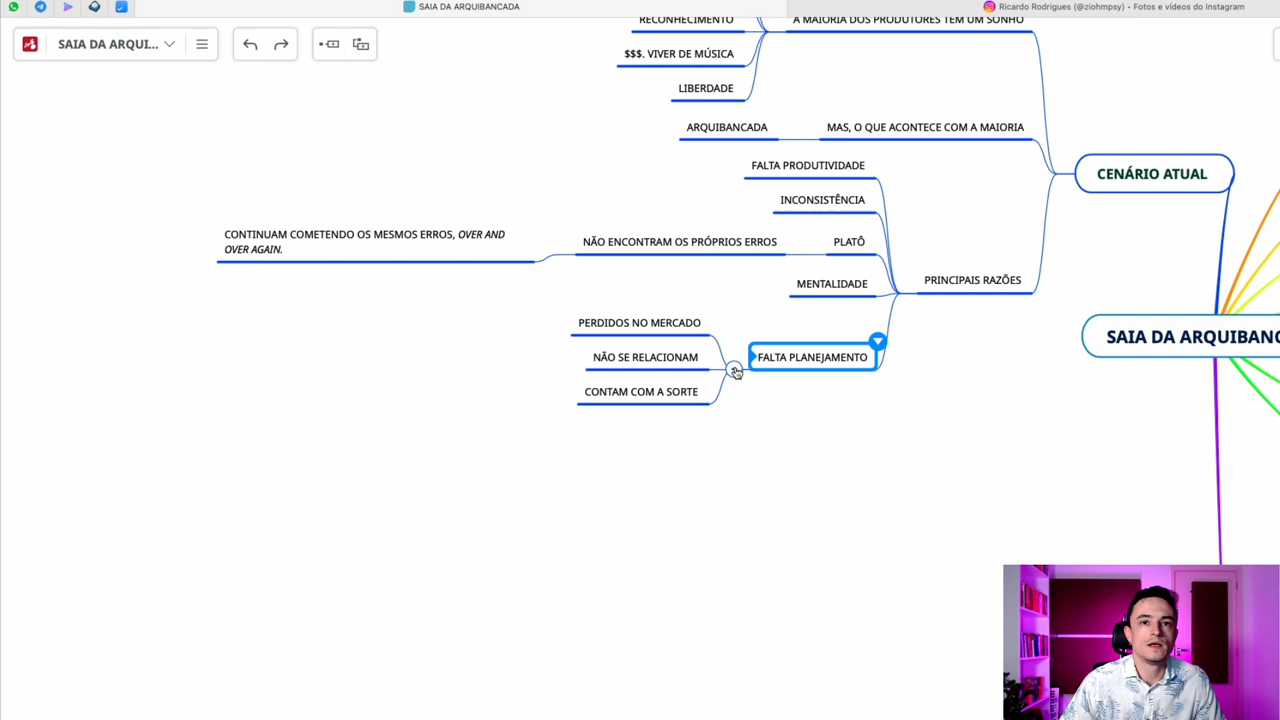 SAIA DA ARQUIBANCADA
Ricardo Rodrigues (@ziohmpsy) • Fotos e vídeos do Instagram
SAIA DA ARQUI...
RECONHECIMENTO
A MAIORIA DOS PRODUTORES TEM UM SONHO
$$$. VIVER DE MÚSICA
LIBERDADE
ARQUIBANCADA
MAS, O QUE ACONTECE COM A MAIORIA
FALTA PRODUTIVIDADE
CENÁRIO ATUAL
INCONSISTÊNCIA
CONTINUAM COMETENDO OS MESMOS ERROS, OVER AND
OVER AGAIN.
NÃO ENCONTRAM OS PRÓPRIOS ERROS
PLATÔ
MENTALIDADE
PRINCIPAIS RAZÕES
PERDIDOS NO MERCADO
SAIA DA ARQUIBANC
NÃO SE RELACIONAM
FALTA PLANEJAMENTO
CONTAM COM A SORTE